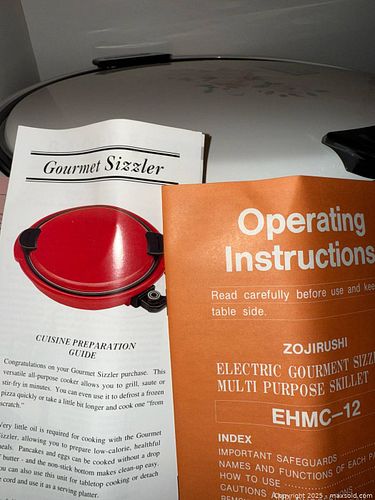 Gourmet Sizzler
CUISINE PREPARATION
GUIDE
Congratulations on your Gourmet Sizzler purchase. This
versatile all-purpose cooker allows you to grill, saute or
stir-fry in minutes. You can even use it to defrost a frozen
pizza quickly or take a little bit longer and cook one "from
scratch."
Very little oil is required for cooking with the Gourmet
Sizzler, allowing you to prepare low-calorie, healthful
meals. Pancakes and eggs can be cooked without a drop
butter - and the non-stick bottom makes clean-up easy.
You can also use this unit for tabletop cooking or detach
cord and use it as a serving platter.
Operating
Instructions
Read carefully before use and
table side.
ZOJIRUSHI
ELECTRIC GOURMENT
MULTI PURPOSE SKILLET
EHMC-12
INDEX
IMPORTANT SAFEGUARDS
NAMES AND FUNCTIONS OF EACH
HOW TO USE
CAUTIONS
Copyright 2025 - maxsold.com